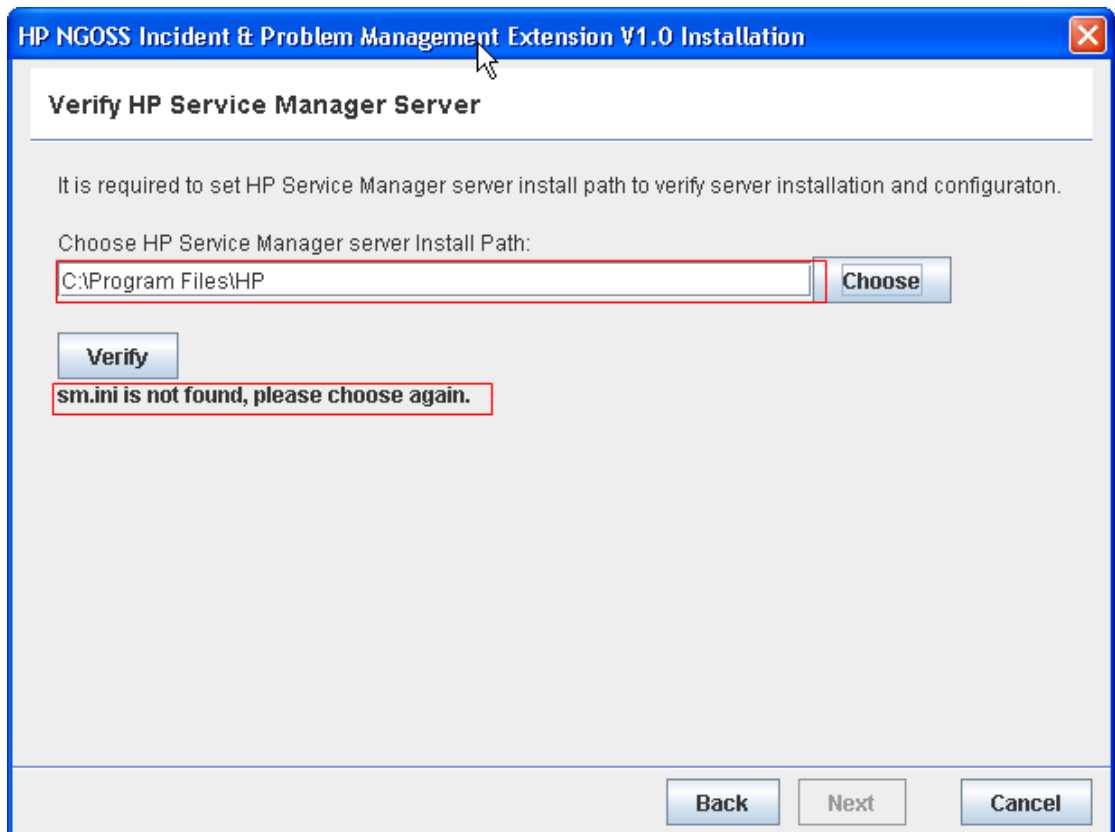 HP NGOSS Incident & Problem Management Extension V1.0 Installation
Verify HP Service Manager Server
It is required to set HP Service Manager server install path to verify server installation and configuraton.
Choose HP Service Manager server Install Path:
C:\Program Files\HP Choose
Verify
sm.ini is not found, please choose again.
Back Next Cancel